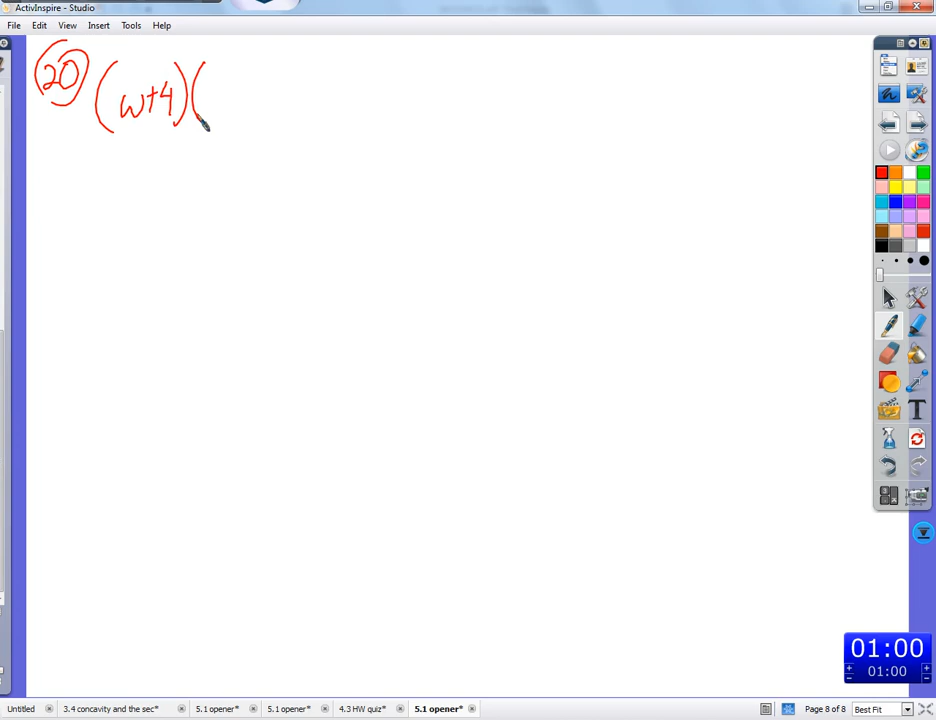 ActivInspire - Studio
File Edit View Insert Tools Help
20 (w+4)(
01:00
01:00
Untitled 3.4 concavity and the sec* 5.1 opener* 5.1 opener* 4.3 HW quiz* 5.1 opener* Page 8 of 8 Best Fit